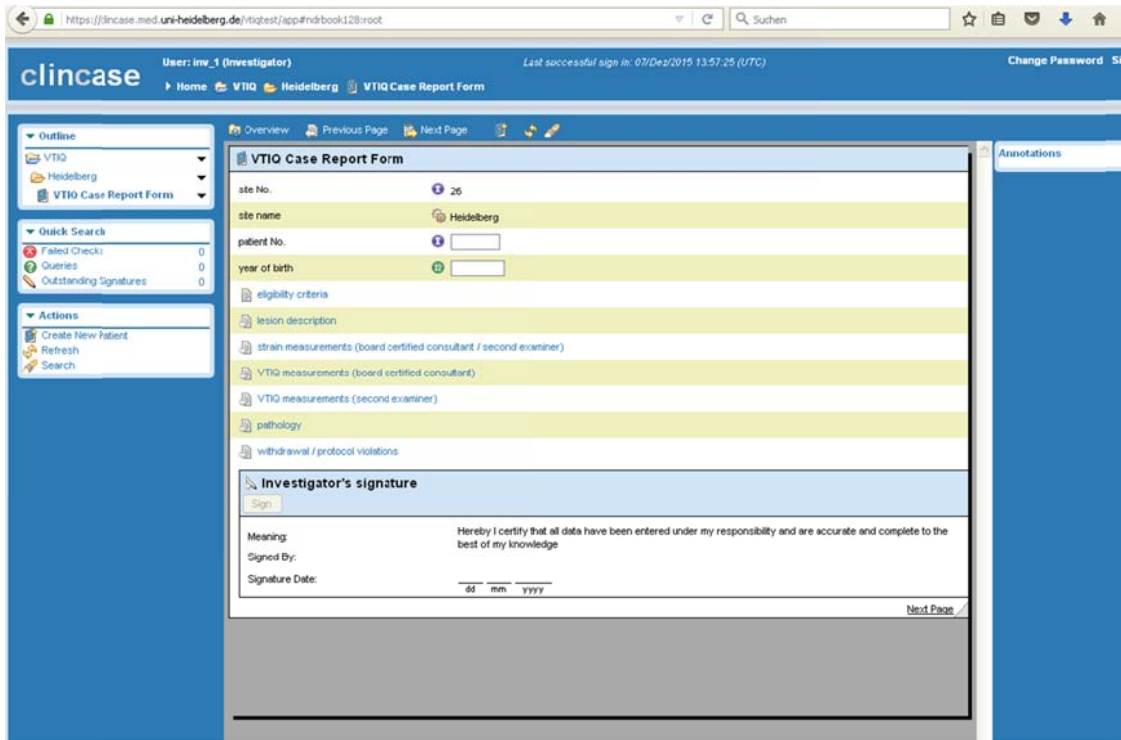 https://clincase.med.uni-heidelberg.de/vtiqtest/app#ndrbook128:root
Suchen
clincase
User: inv_1 (Investigator)
Last successful sign in: 07/Dez/2015 13:57:25 (UTC)
Change Password
Home VTIQ Heidelberg VTIQ Case Report Form
Overview Previous Page Next Page
Outline
VTIQ
Heidelberg
VTIQ Case Report Form
Quick Search
Failed Checks 0
Queries 0
Outstanding Signatures 0
Actions
Create New Patient
Refresh
Search
VTIQ Case Report Form
site No. 26
site name Heidelberg
patient No.
year of birth
eligibility criteria
lesion description
strain measurements (board certified consultant / second examiner)
VTIQ measurements (board certified consultant)
VTIQ measurements (second examiner)
pathology
withdrawal / protocol violations
Investigator's signature
Sign
Meaning: Hereby I certify that all data have been entered under my responsibility and are accurate and complete to the
best of my knowledge
Signed By:
Signature Date:
dd mm yyyy
Next Page
Annotations